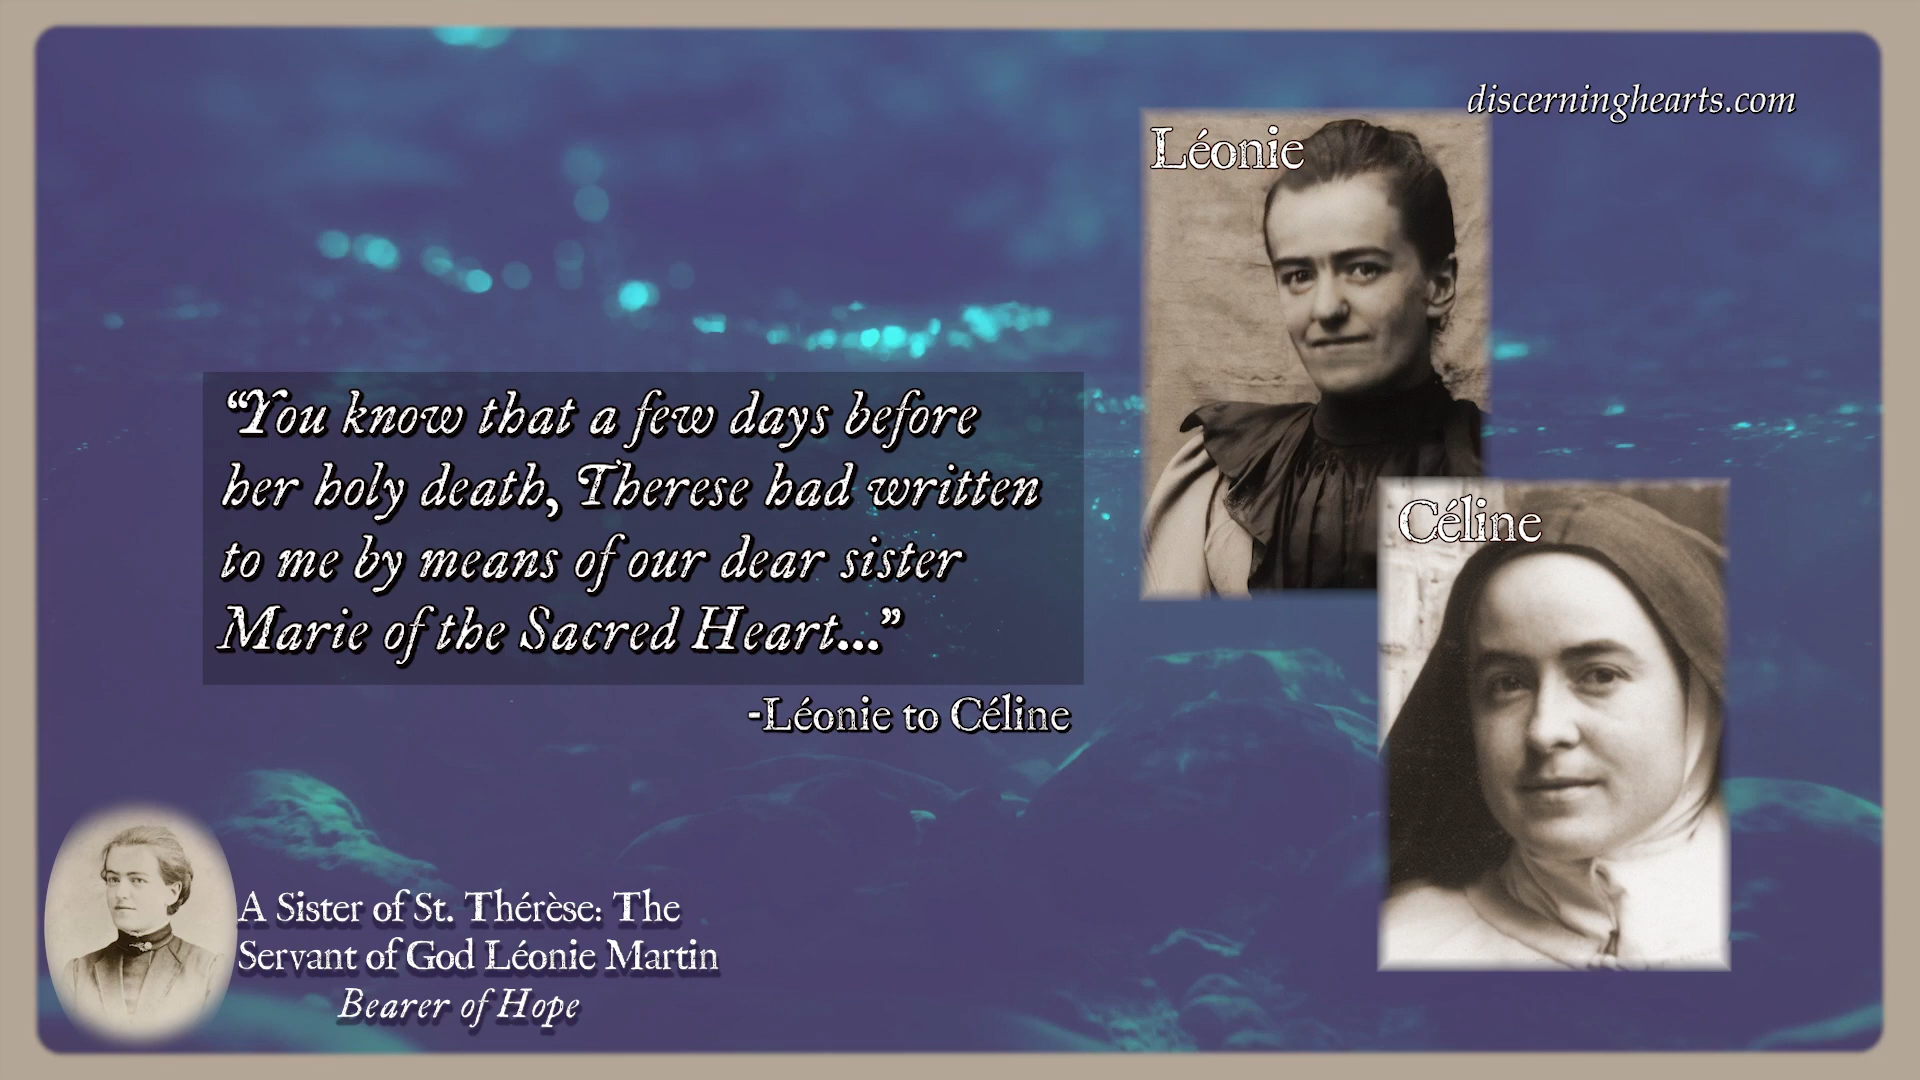 discerninghearts.com
Léonie
Céline
“You know that a few days before
her holy death, Therese had written
to me by means of our dear sister
Marie of the Sacred Heart...”
-Léonie to Céline
A Sister of St. Thérèse: The
Servant of God Léonie Martin
Bearer of Hope